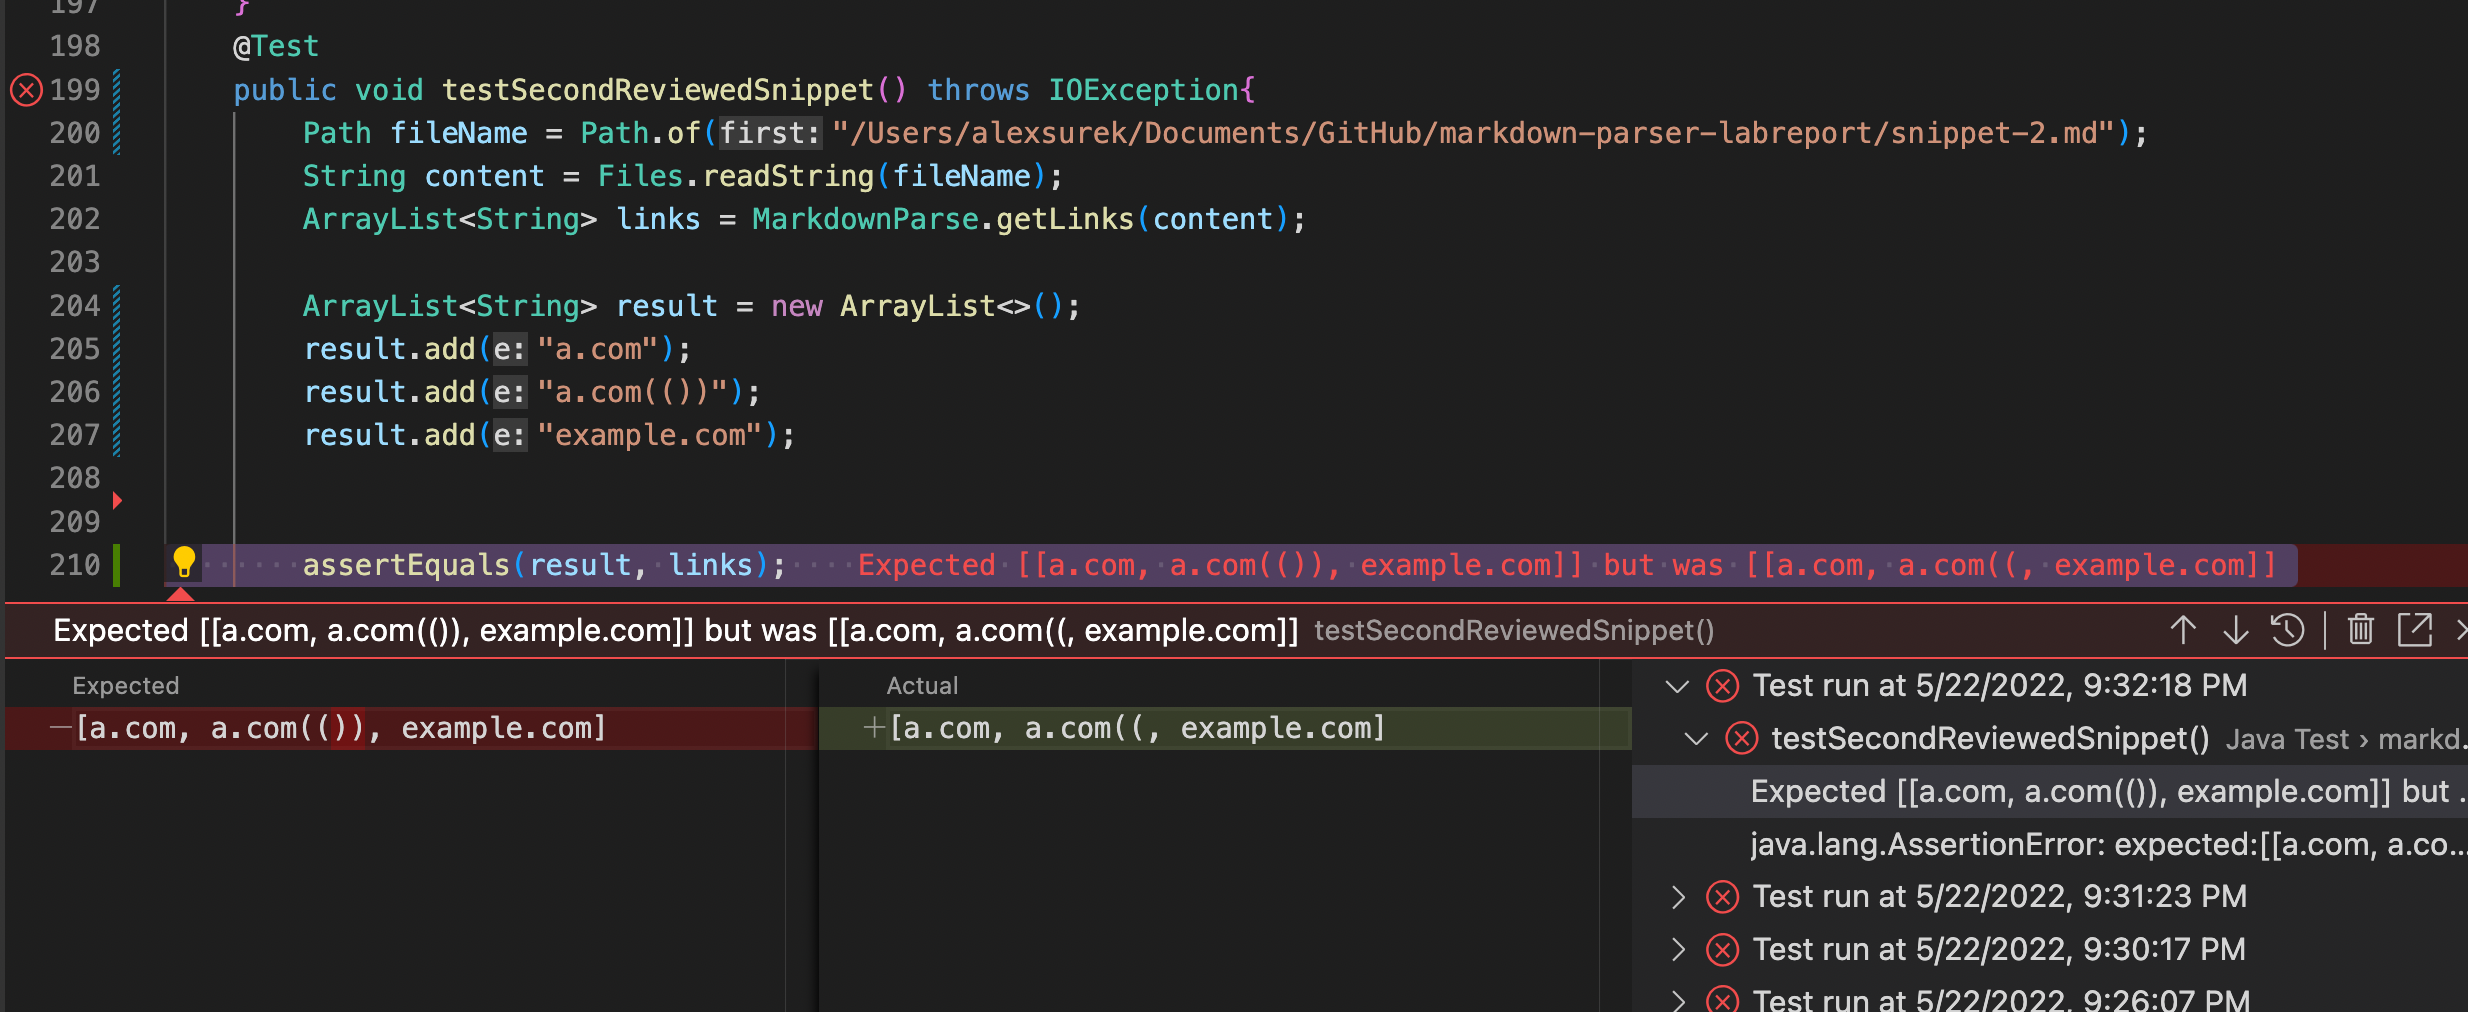 197 }
198 @Test
199 public void testSecondReviewedSnippet() throws IOException{
200 Path fileName = Path.of(first: "/Users/alexsurek/Documents/GitHub/markdown-parser-labreport/snippet-2.md");
201 String content = Files.readString(fileName);
202 ArrayList<String> links = MarkdownParse.getLinks(content);
203
204 ArrayList<String> result = new ArrayList<>();
205 result.add(e: "a.com");
206 result.add(e: "a.com(())");
207 result.add(e: "example.com");
208
209
210 assertEquals(result, links); Expected [[a.com, a.com(()), example.com]] but was [[a.com, a.com((, example.com]]
Expected [[a.com, a.com(()), example.com]] but was [[a.com, a.com((, example.com]] testSecondReviewedSnippet()
Expected
—[a.com, a.com(()), example.com]
Actual
+[a.com, a.com((, example.com]
Test run at 5/22/2022, 9:32:18 PM
testSecondReviewedSnippet() Java Test › markd.
Expected [[a.com, a.com(()), example.com]] but .
java.lang.AssertionError: expected:[[a.com, a.co...
Test run at 5/22/2022, 9:31:23 PM
Test run at 5/22/2022, 9:30:17 PM
Test run at 5/22/2022, 9:26:07 PM